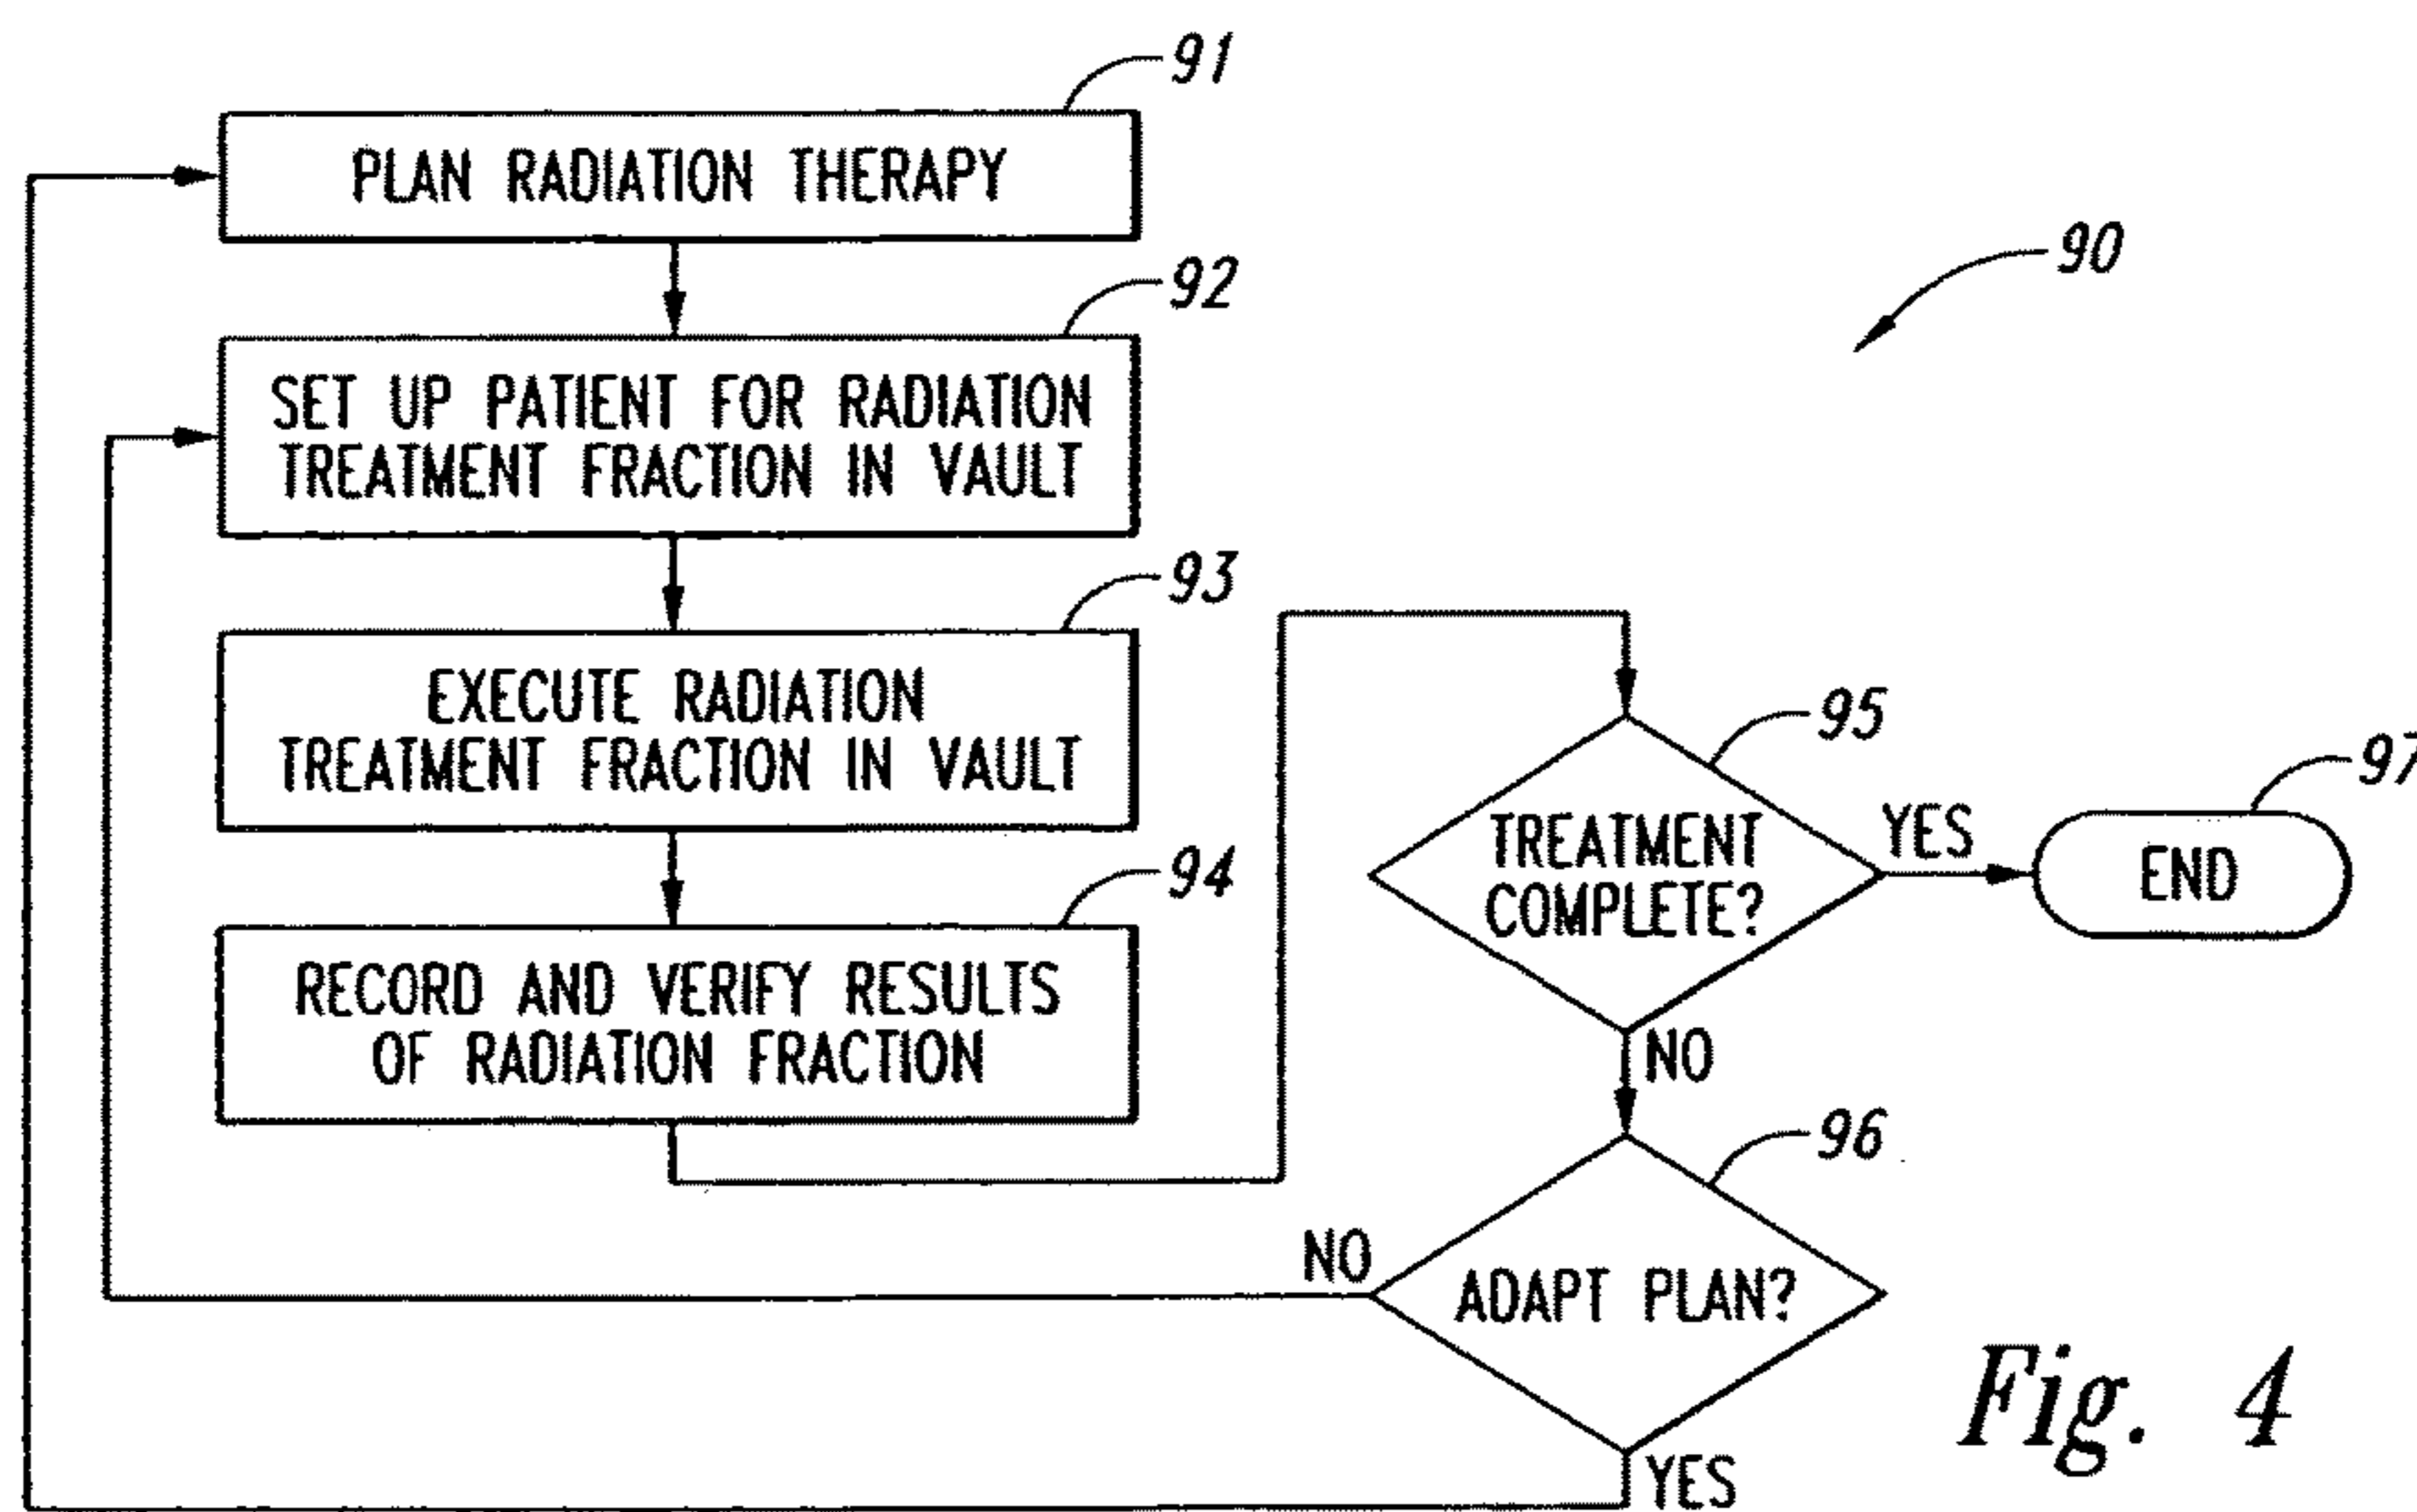 91
PLAN RADIATION THERAPY
90
92
SET UP PATIENT FOR RADIATION
TREATMENT FRACTION IN VAULT
93
EXECUTE RADIATION
TREATMENT FRACTION IN VAULT
94
RECORD AND VERIFY RESULTS
OF RADIATION FRACTION
95
TREATMENT
COMPLETE?
YES
97
END
NO
96
ADAPT PLAN?
NO
YES
Fig. 4